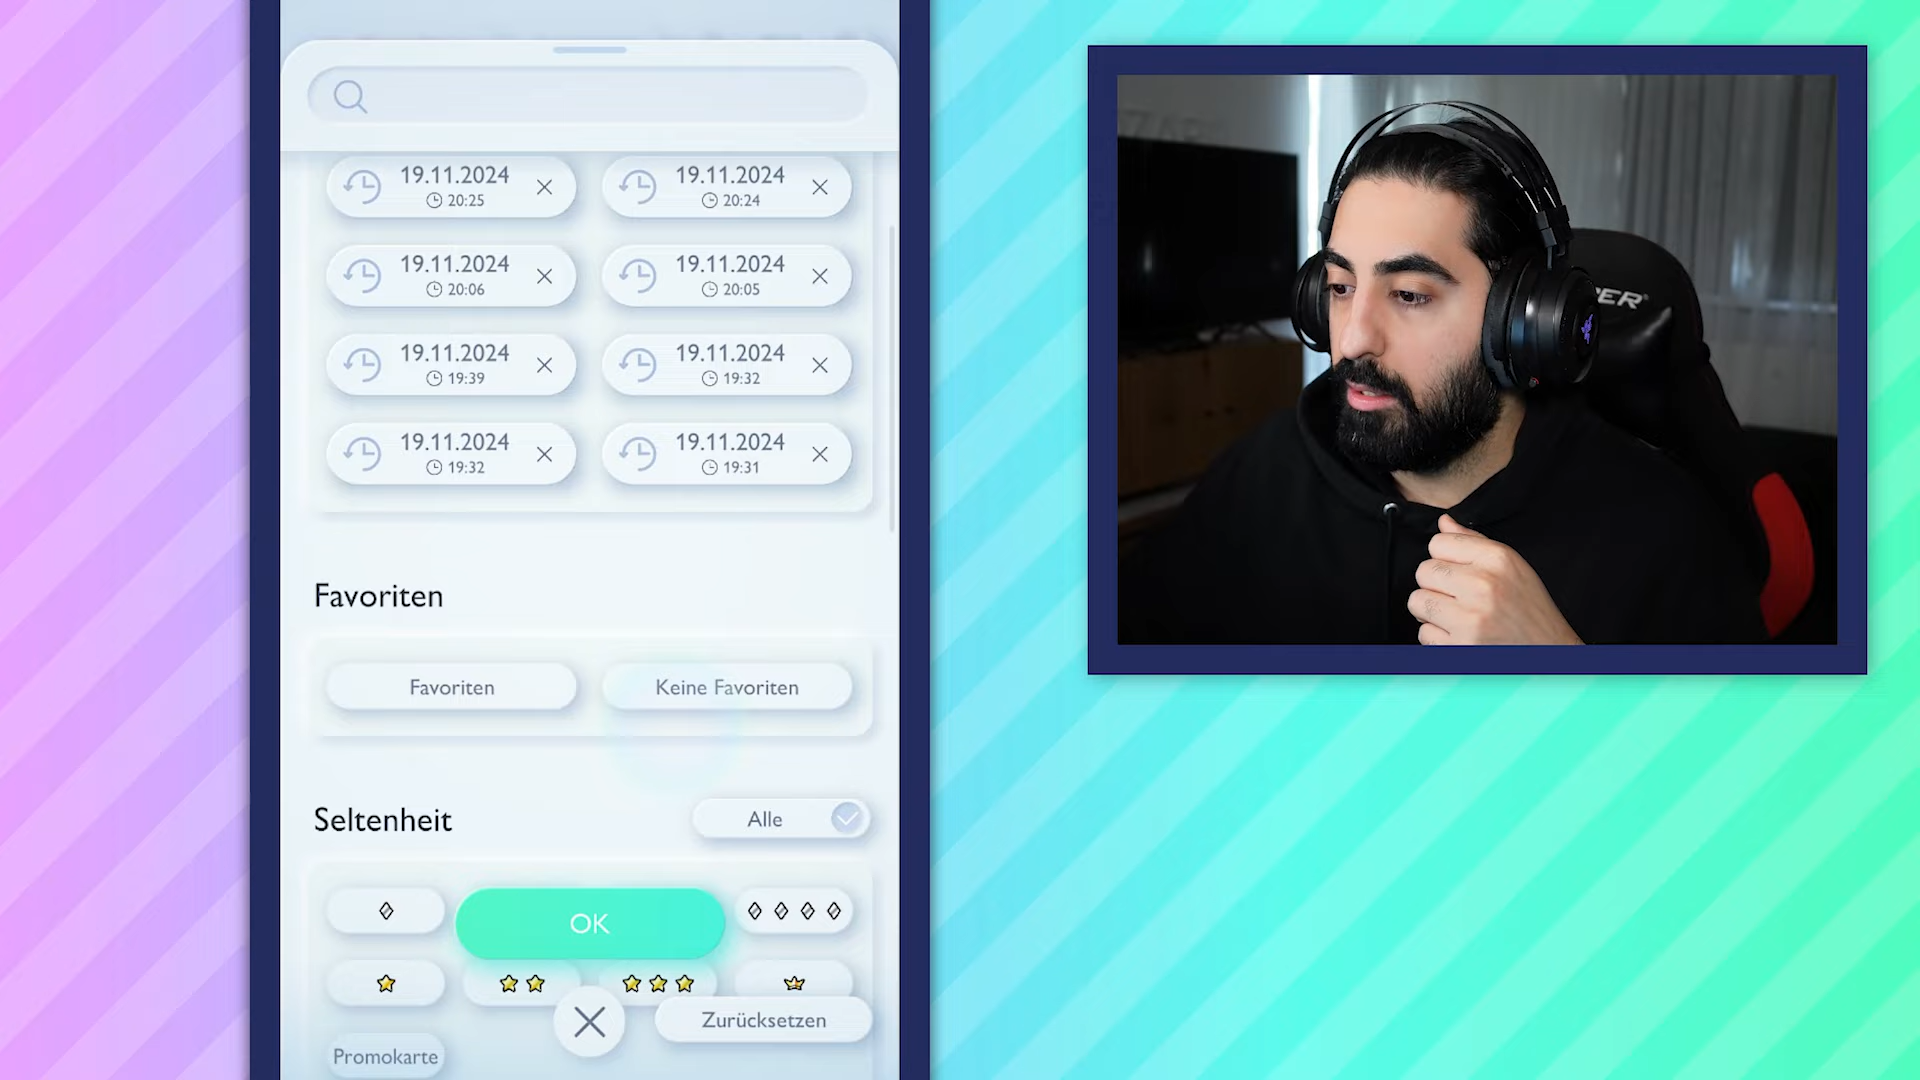 19.11.2024
20:25
19.11.2024
20:24
19.11.2024
20:06
19.11.2024
20:05
19.11.2024
19:39
19.11.2024
19:32
19.11.2024
19:32
19.11.2024
19:31
Favoriten
Favoriten
Keine Favoriten
Seltenheit
Alle
OK
Zurücksetzen
Promokarte